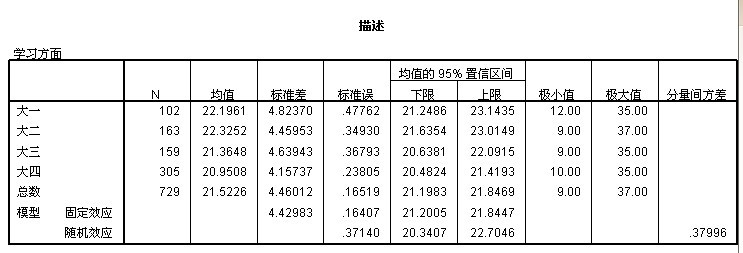 描述
学习方面
均值的 95% 置信区间
N 均值 标准差 标准误 下限 上限 极小值 极大值 分量间方差
大一 102 22.1961 4.82370 .47762 21.2486 23.1435 12.00 35.00
大二 163 22.3252 4.45953 .34930 21.6354 23.0149 9.00 37.00
大三 159 21.3648 4.63943 .36793 20.6381 22.0915 9.00 35.00
大四 305 20.9508 4.15737 .23805 20.4824 21.4193 10.00 35.00
总数 729 21.5226 4.46012 .16519 21.1983 21.8469 9.00 37.00
模型 固定效应 4.42983 .16407 21.2005 21.8447
随机效应 .37140 20.3407 22.7046 .37996